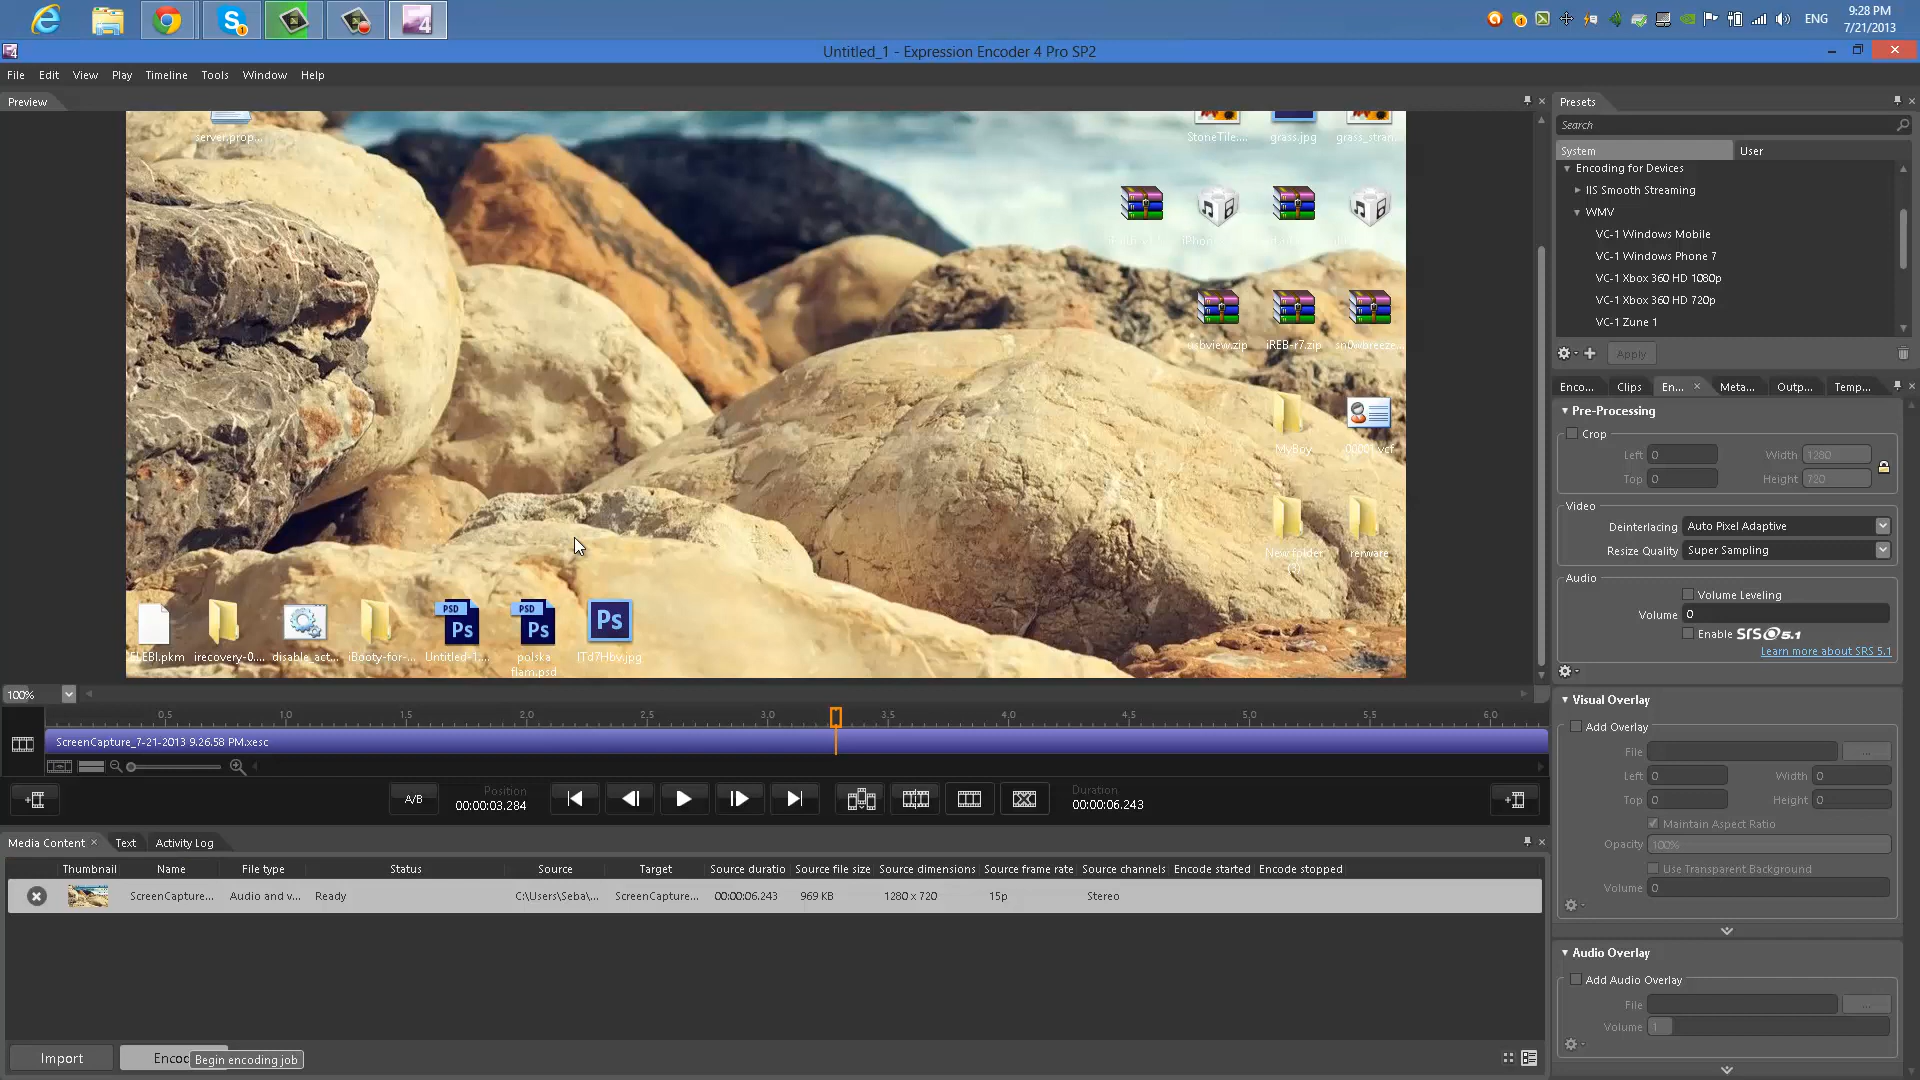 9:28 PM
ENG
7/21/2013
Untitled_1 - Expression Encoder 4 Pro SP2
File Edit View Play Timeline Tools Window Help
Preview
Presets
Search
System User
Encoding for Devices
IIS Smooth Streaming
WMV
VC-1 Windows Mobile
VC-1 Windows Phone 7
VC-1 Xbox 360 HD 1080p
VC-1 Xbox 360 HD 720p
VC-1 Zune 1
Apply
server.prop...
StoneTile.... grass.jpg grass_stran...
usbview.zip iREB-r7.zip sn0wbreeze...
MyBoy 00001.vcf
New folder (3)
irecovery-0.... disable_act... iBooty-for-... Untitled-1.... polska flam.psd ITd7Hbv.jpg
PSD Ps PSD Ps Ps
Enco... Clips En... Meta... Outp... Temp...
Pre-Processing
Crop
Left 0 Width 1280
Top 0 Height 720
Video
Deinterlacing Auto Pixel Adaptive
Resize Quality Super Sampling
Audio
Volume Leveling
Volume 0
Enable SRS 5.1
Learn more about SRS 5.1
Visual Overlay
Add Overlay
File ...
Left 0 Width 0
Top 0 Height 0
Maintain Aspect Ratio
Opacity 100%
Use Transparent Background
Volume 0
Audio Overlay
Add Audio Overlay
File ...
Volume 1
100%
0.5 1.0 1.5 2.0 2.5 3.0 3.5 4.0 4.5 5.0 5.5 6.0
ScreenCapture_7-21-2013 9.26.58 PM.xesc
A/B
Position
00:00:03.284
Duration
00:00:06.243
Media Content Text Activity Log
Thumbnail Name File type Status Source Target Source duratio Source file size Source dimensions Source frame rate Source channels Encode started Encode stopped
ScreenCapture... Audio and v... Ready C:\Users\Seba\... ScreenCapture... 00:00:06.243 969 KB 1280 x 720 15p Stereo
Import Encod Begin encoding job